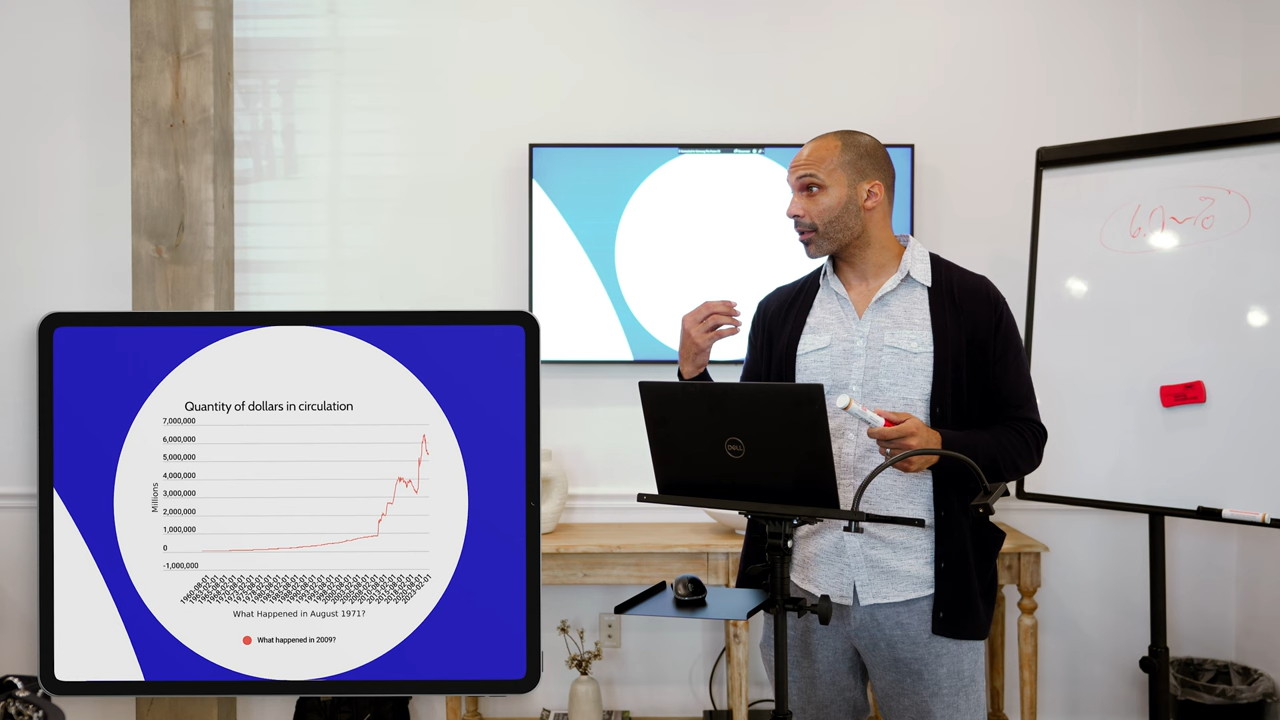 Quantity of dollars in circulation
7,000,000
6,000,000
5,000,000
4,000,000
3,000,000
2,000,000
1,000,000
0
-1,000,000
Millions
What Happened in August 1971?
What happened in 2009?
DELL